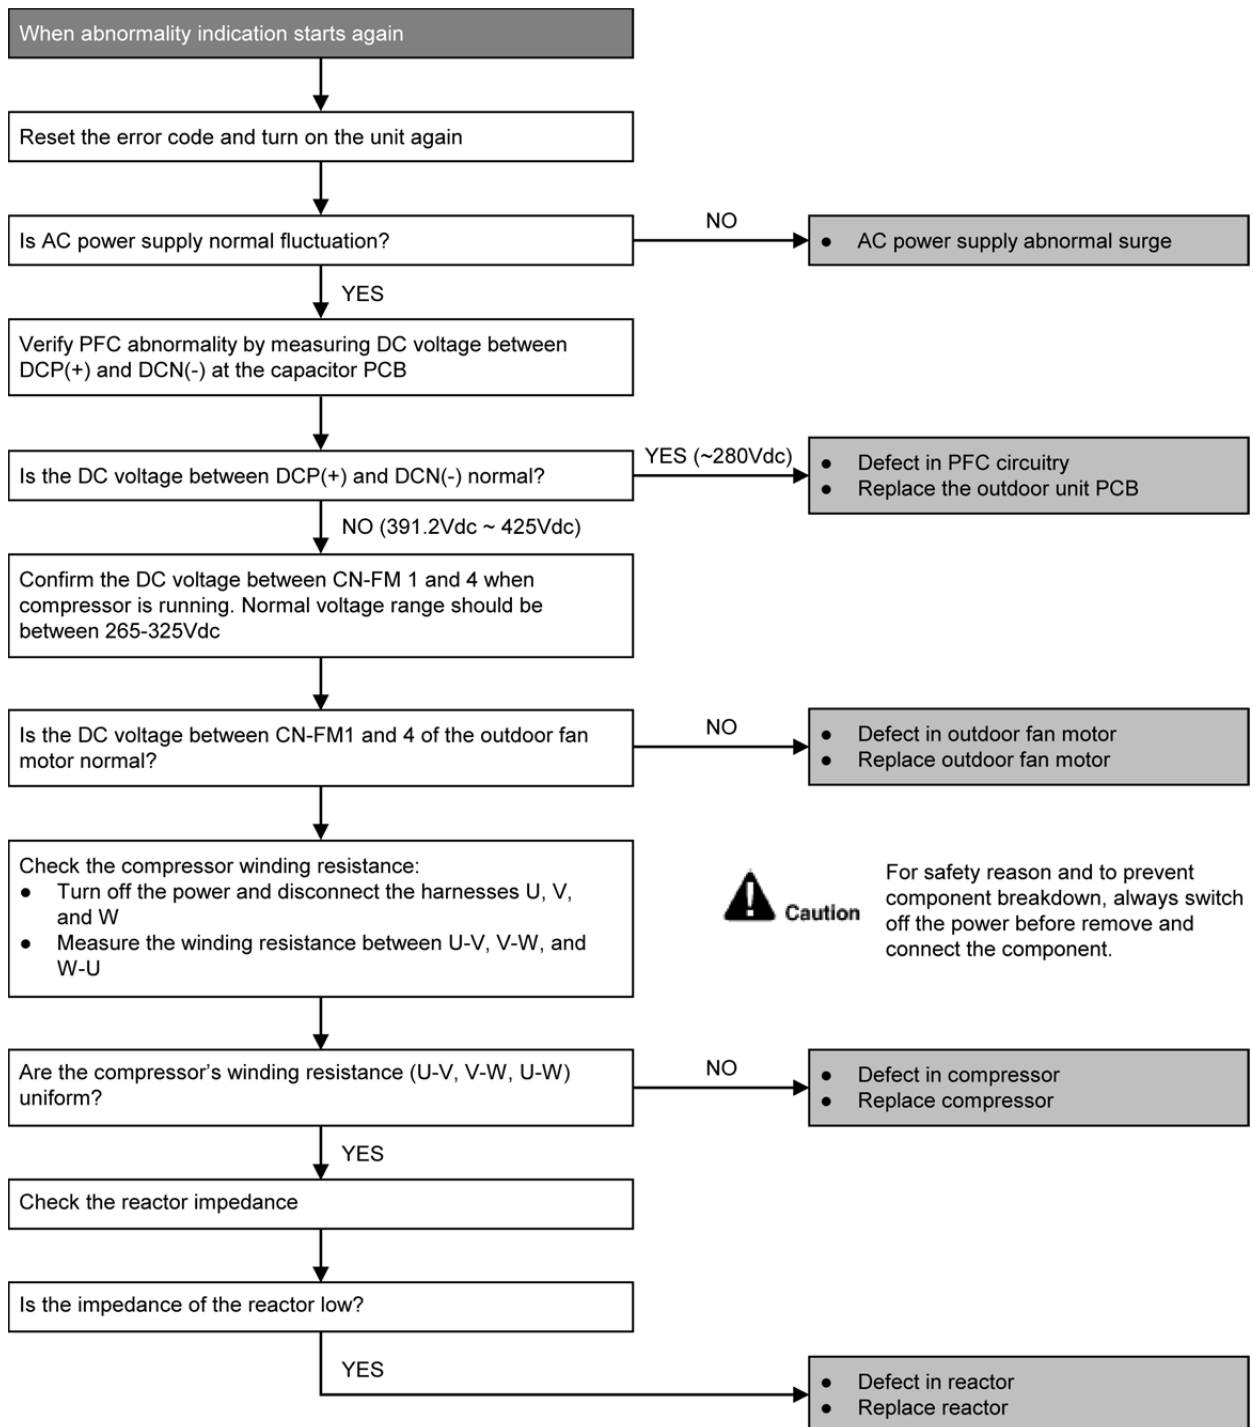 When abnormality indication starts again
Reset the error code and turn on the unit again
Is AC power supply normal fluctuation?
NO
● AC power supply abnormal surge
YES
Verify PFC abnormality by measuring DC voltage between
DCP(+) and DCN(-) at the capacitor PCB
Is the DC voltage between DCP(+) and DCN(-) normal?
YES (~280Vdc)
● Defect in PFC circuitry
● Replace the outdoor unit PCB
NO (391.2Vdc ~ 425Vdc)
Confirm the DC voltage between CN-FM 1 and 4 when
compressor is running. Normal voltage range should be
between 265-325Vdc
Is the DC voltage between CN-FM1 and 4 of the outdoor fan
motor normal?
NO
● Defect in outdoor fan motor
● Replace outdoor fan motor
Check the compressor winding resistance:
● Turn off the power and disconnect the harnesses U, V,
and W
● Measure the winding resistance between U-V, V-W, and
W-U
Caution
For safety reason and to prevent
component breakdown, always switch
off the power before remove and
connect the component.
Are the compressor's winding resistance (U-V, V-W, U-W)
uniform?
NO
● Defect in compressor
● Replace compressor
YES
Check the reactor impedance
Is the impedance of the reactor low?
YES
● Defect in reactor
● Replace reactor